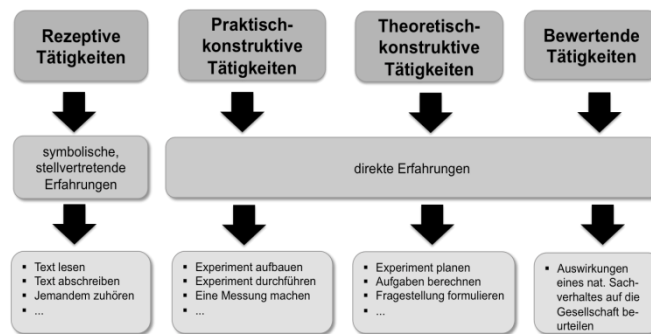 Rezeptive
Tätigkeiten
Praktisch-
konstruktive
Tätigkeiten
Theoretisch-
konstruktive
Tätigkeiten
Bewertende
Tätigkeiten
symbolische,
stellvertretende
Erfahrungen
direkte Erfahrungen
▪ Text lesen
▪ Text abschreiben
▪ Jemandem zuhören
▪ ...
▪ Experiment aufbauen
▪ Experiment durchführen
▪ Eine Messung machen
▪ ...
▪ Experiment planen
▪ Aufgaben berechnen
▪ Fragestellung formulieren
▪ ...
▪ Auswirkungen
eines nat. Sach-
verhaltes auf die
Gesellschaft be-
urteilen